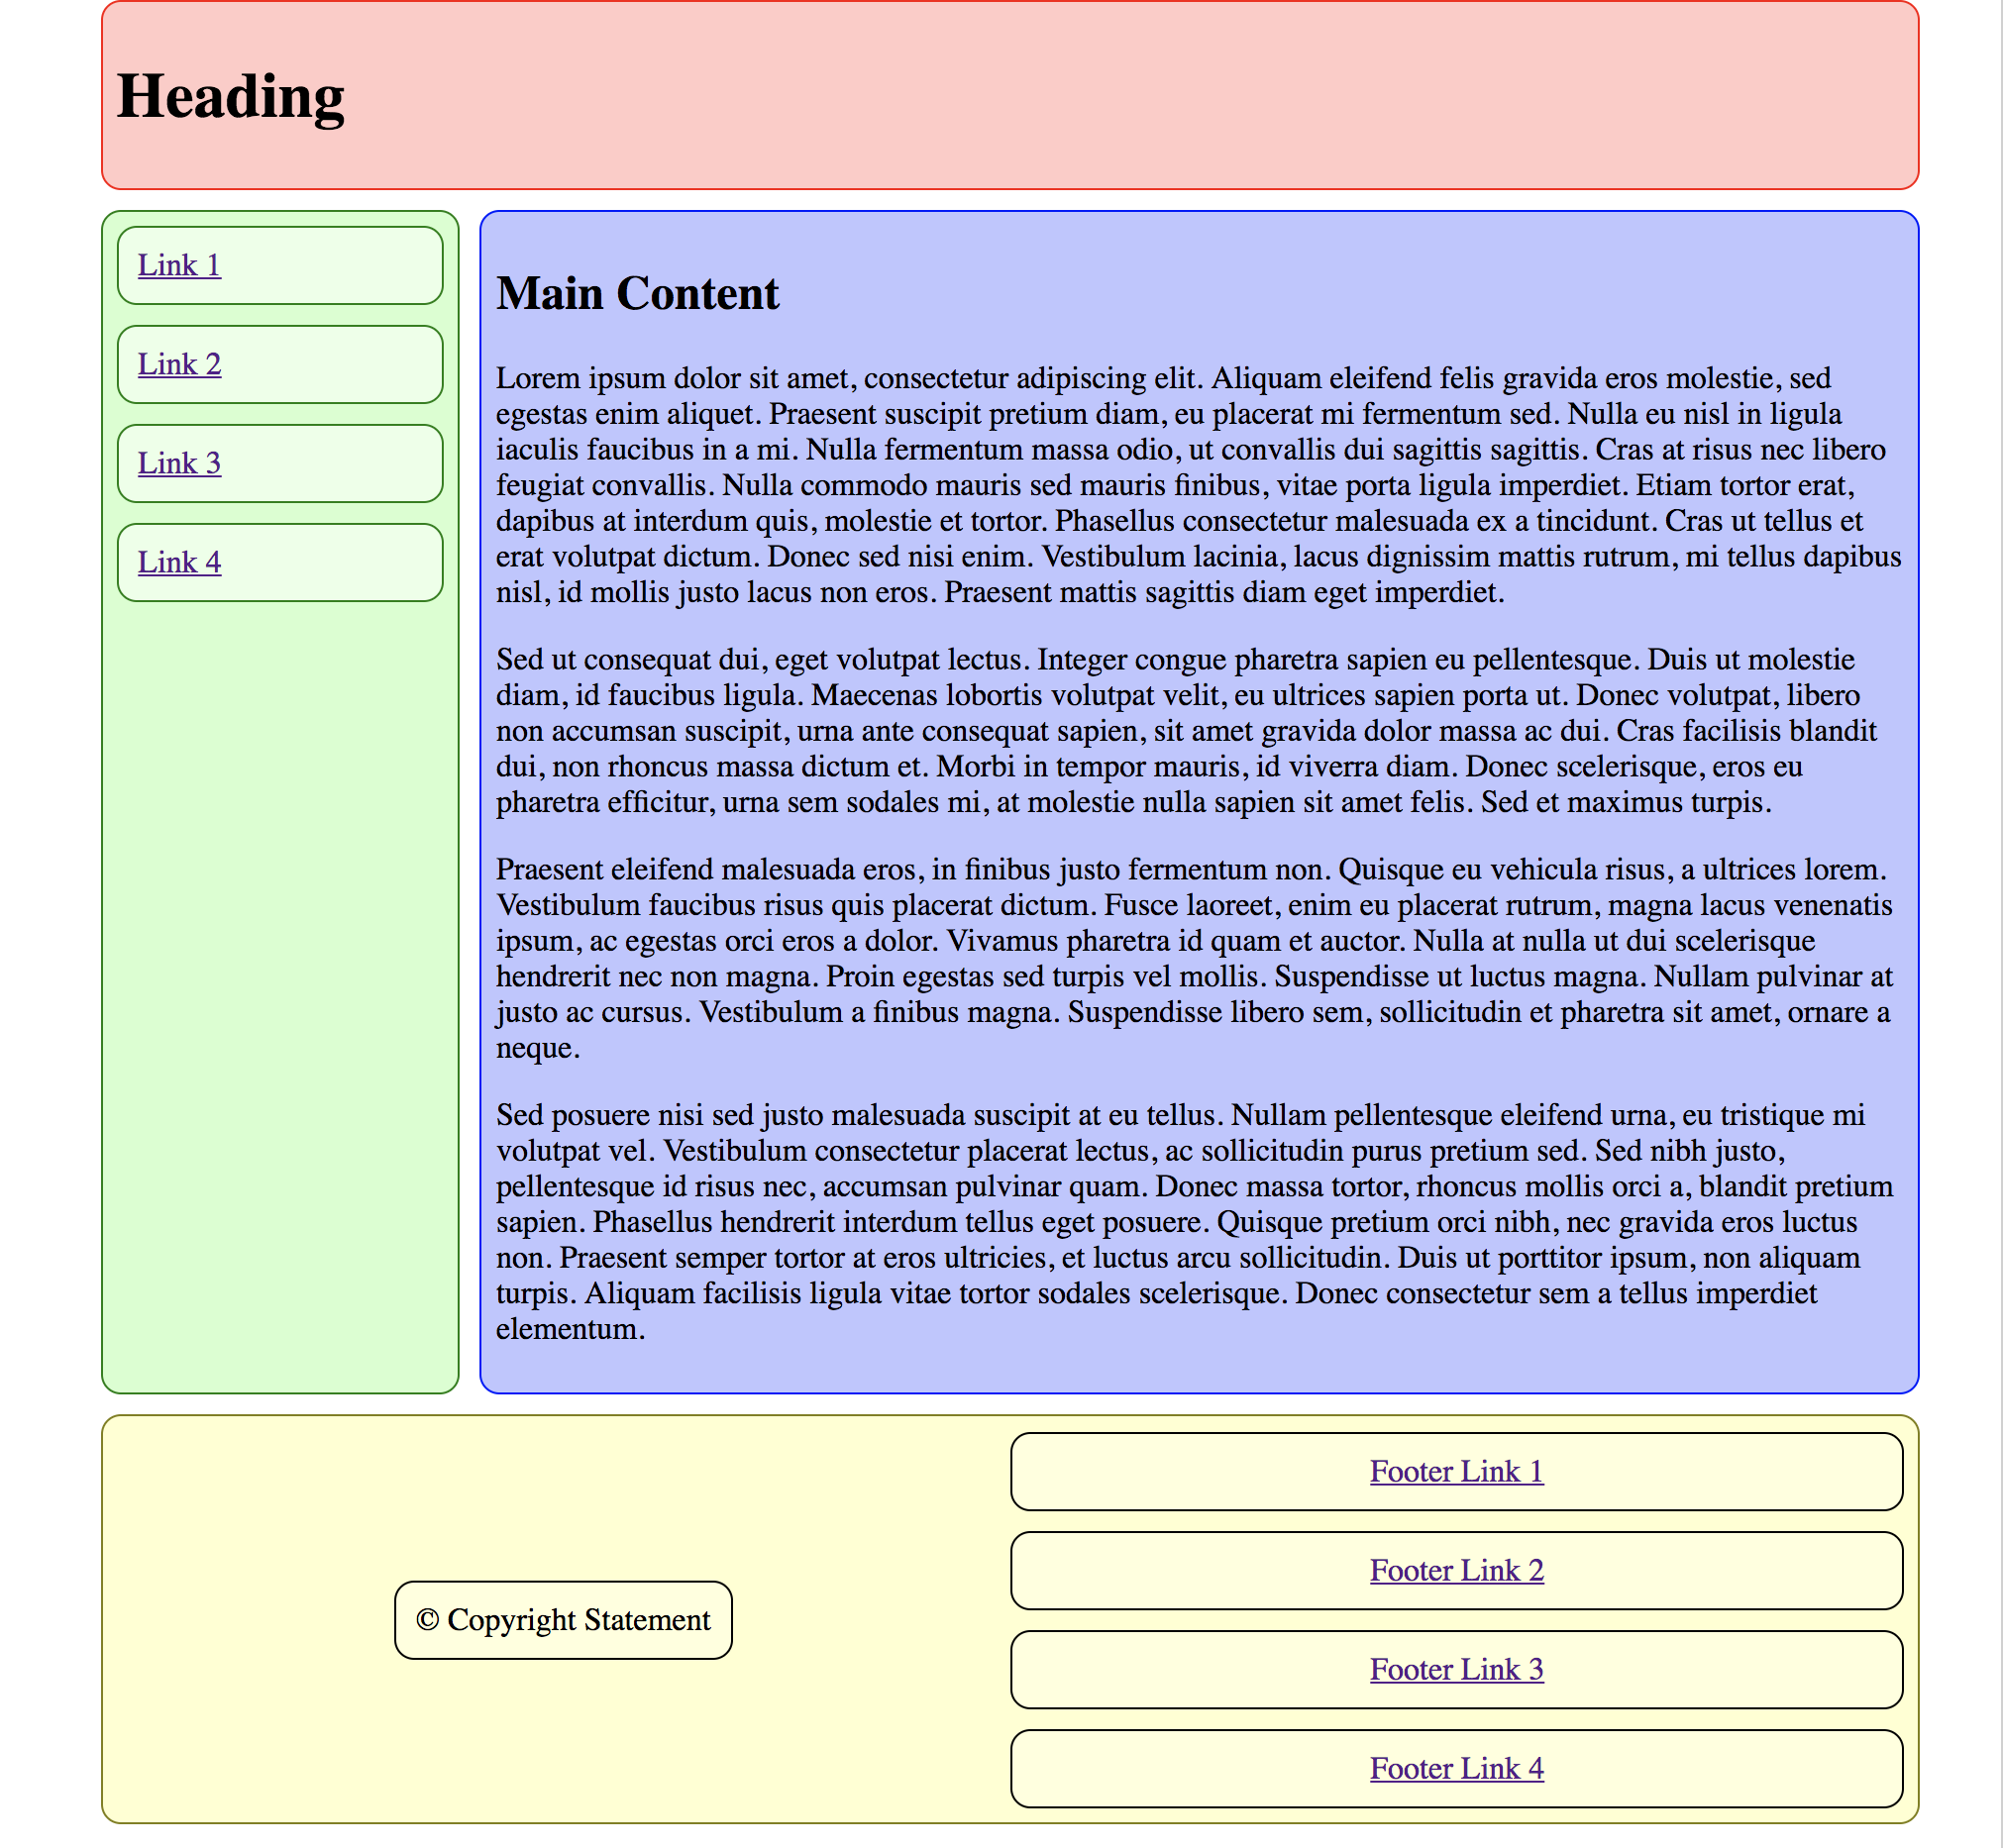 Heading
Link 1
Link 2
Link 3
Link 4
Main Content
Lorem ipsum dolor sit amet, consectetur adipiscing elit. Aliquam eleifend felis gravida eros molestie, sed
egestas enim aliquet. Praesent suscipit pretium diam, eu placerat mi fermentum sed. Nulla eu nisl in ligula
iaculis faucibus in a mi. Nulla fermentum massa odio, ut convallis dui sagittis sagittis. Cras at risus nec libero
feugiat convallis. Nulla commodo mauris sed mauris finibus, vitae porta ligula imperdiet. Etiam tortor erat,
dapibus at interdum quis, molestie et tortor. Phasellus consectetur malesuada ex a tincidunt. Cras ut tellus et
erat volutpat dictum. Donec sed nisi enim. Vestibulum lacinia, lacus dignissim mattis rutrum, mi tellus dapibus
nisl, id mollis justo lacus non eros. Praesent mattis sagittis diam eget imperdiet.
Sed ut consequat dui, eget volutpat lectus. Integer congue pharetra sapien eu pellentesque. Duis ut molestie
diam, id faucibus ligula. Maecenas lobortis volutpat velit, eu ultrices sapien porta ut. Donec volutpat, libero
non accumsan suscipit, urna ante consequat sapien, sit amet gravida dolor massa ac dui. Cras facilisis blandit
dui, non rhoncus massa dictum et. Morbi in tempor mauris, id viverra diam. Donec scelerisque, eros eu
pharetra efficitur, urna sem sodales mi, at molestie nulla sapien sit amet felis. Sed et maximus turpis.
Praesent eleifend malesuada eros, in finibus justo fermentum non. Quisque eu vehicula risus, a ultrices lorem.
Vestibulum faucibus risus quis placerat dictum. Fusce laoreet, enim eu placerat rutrum, magna lacus venenatis
ipsum, ac egestas orci eros a dolor. Vivamus pharetra id quam et auctor. Nulla at nulla ut dui scelerisque
hendrerit nec non magna. Proin egestas sed turpis vel mollis. Suspendisse ut luctus magna. Nullam pulvinar at
justo ac cursus. Vestibulum a finibus magna. Suspendisse libero sem, sollicitudin et pharetra sit amet, ornare a
neque.
Sed posuere nisi sed justo malesuada suscipit at eu tellus. Nullam pellentesque eleifend urna, eu tristique mi
volutpat vel. Vestibulum consectetur placerat lectus, ac sollicitudin purus pretium sed. Sed nibh justo,
pellentesque id risus nec, accumsan pulvinar quam. Donec massa tortor, rhoncus mollis orci a, blandit pretium
sapien. Phasellus hendrerit interdum tellus eget posuere. Quisque pretium orci nibh, nec gravida eros luctus
non. Praesent semper tortor at eros ultricies, et luctus arcu sollicitudin. Duis ut porttitor ipsum, non aliquam
turpis. Aliquam facilisis ligula vitae tortor sodales scelerisque. Donec consectetur sem a tellus imperdiet
elementum.
© Copyright Statement
Footer Link 1
Footer Link 2
Footer Link 3
Footer Link 4